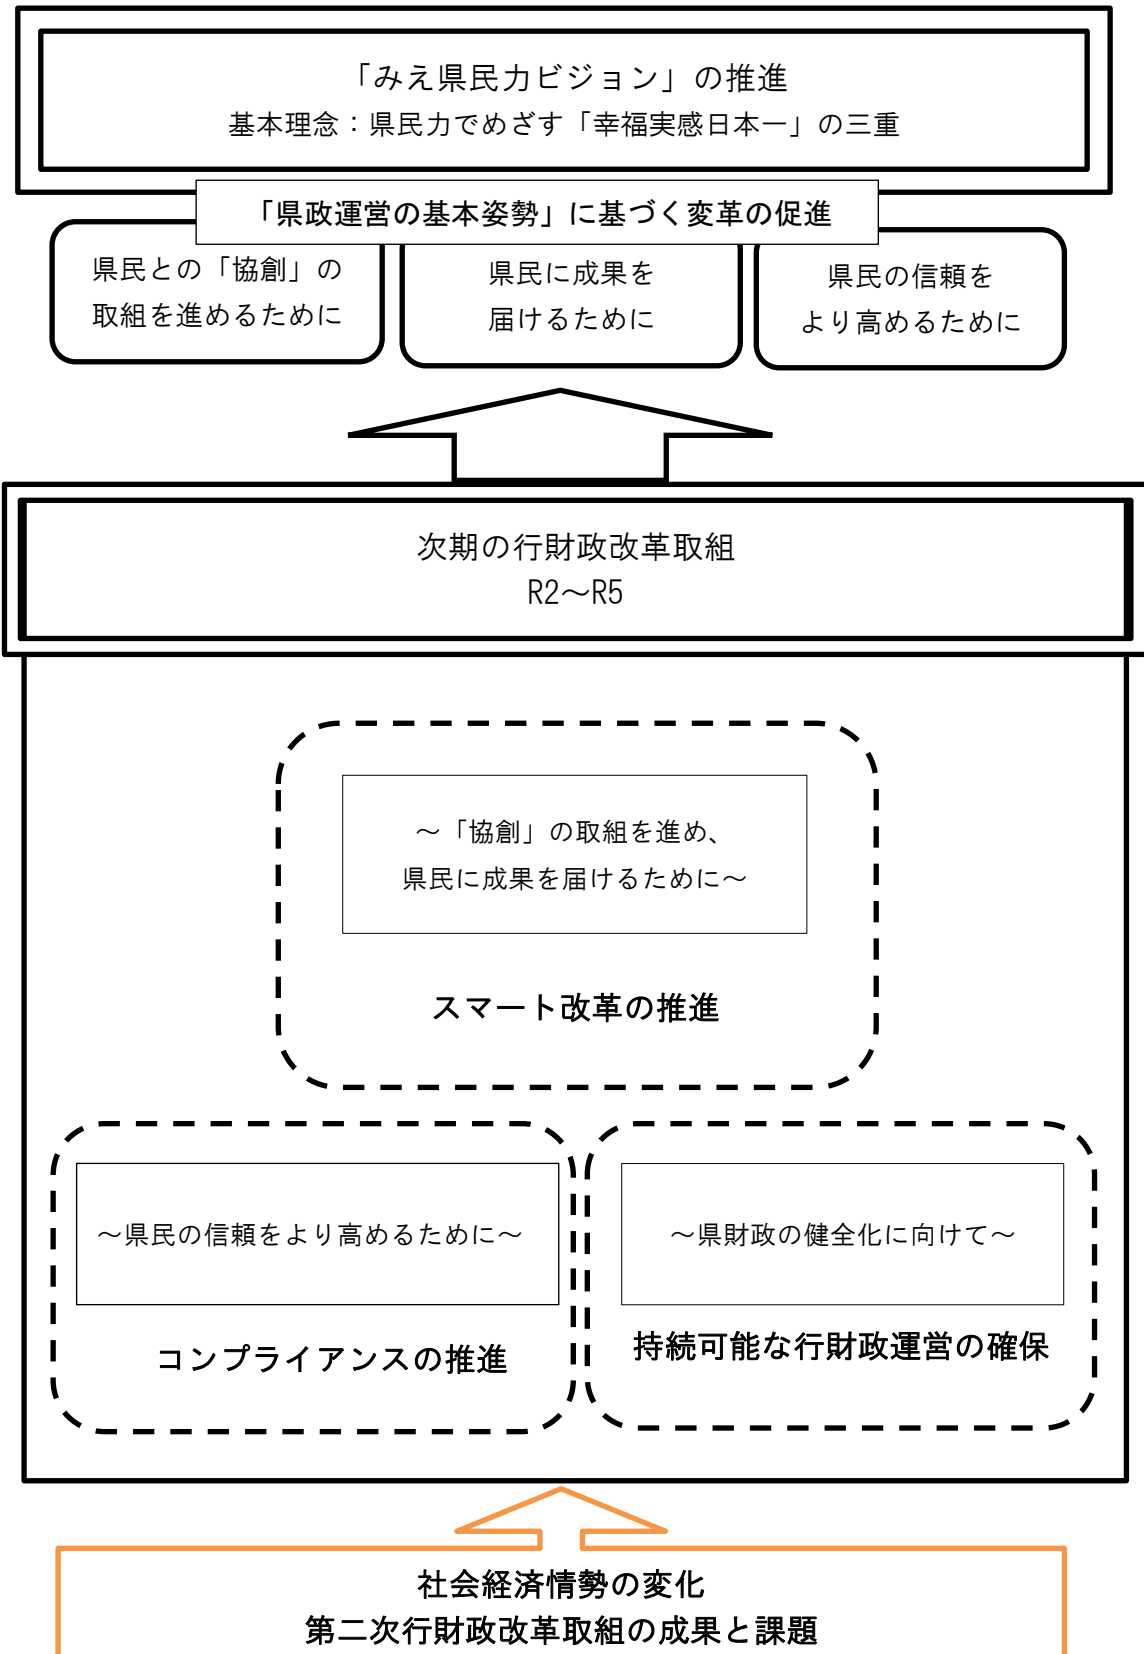 「みえ県民力ビジョン」の推進
基本理念：県民力でめざす「幸福実感日本一」の三重
「県政運営の基本姿勢」に基づく変革の促進
県民との「協創」の
取組を進めるために
県民に成果を
届けるために
県民の信頼を
より高めるために
次期の行財政改革取組
R2～R5
～「協創」の取組を進め、
県民に成果を届けるために～
スマート改革の推進
～県民の信頼をより高めるために～
コンプライアンスの推進
～県財政の健全化に向けて～
持続可能な行財政運営の確保
社会経済情勢の変化
第二次行財政改革取組の成果と課題